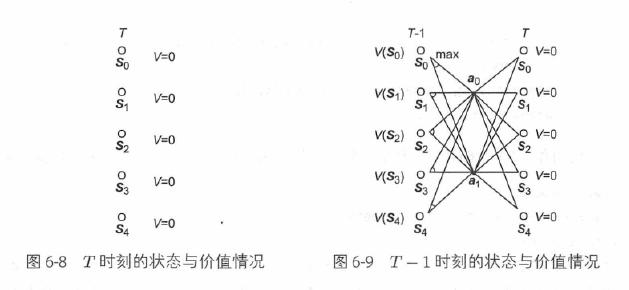 T
S0 V=0
S1 V=0
S2 V=0
S3 V=0
S4 V=0
图 6-8 T 时刻的状态与价值情况
T-1 T
V(S0) S0 max S0 V=0
a0
V(S1) S1 S1 V=0
V(S2) S2 S2 V=0
V(S3) S3 a1 S3 V=0
V(S4) S4 S4 V=0
图 6-9 T − 1 时刻的状态与价值情况